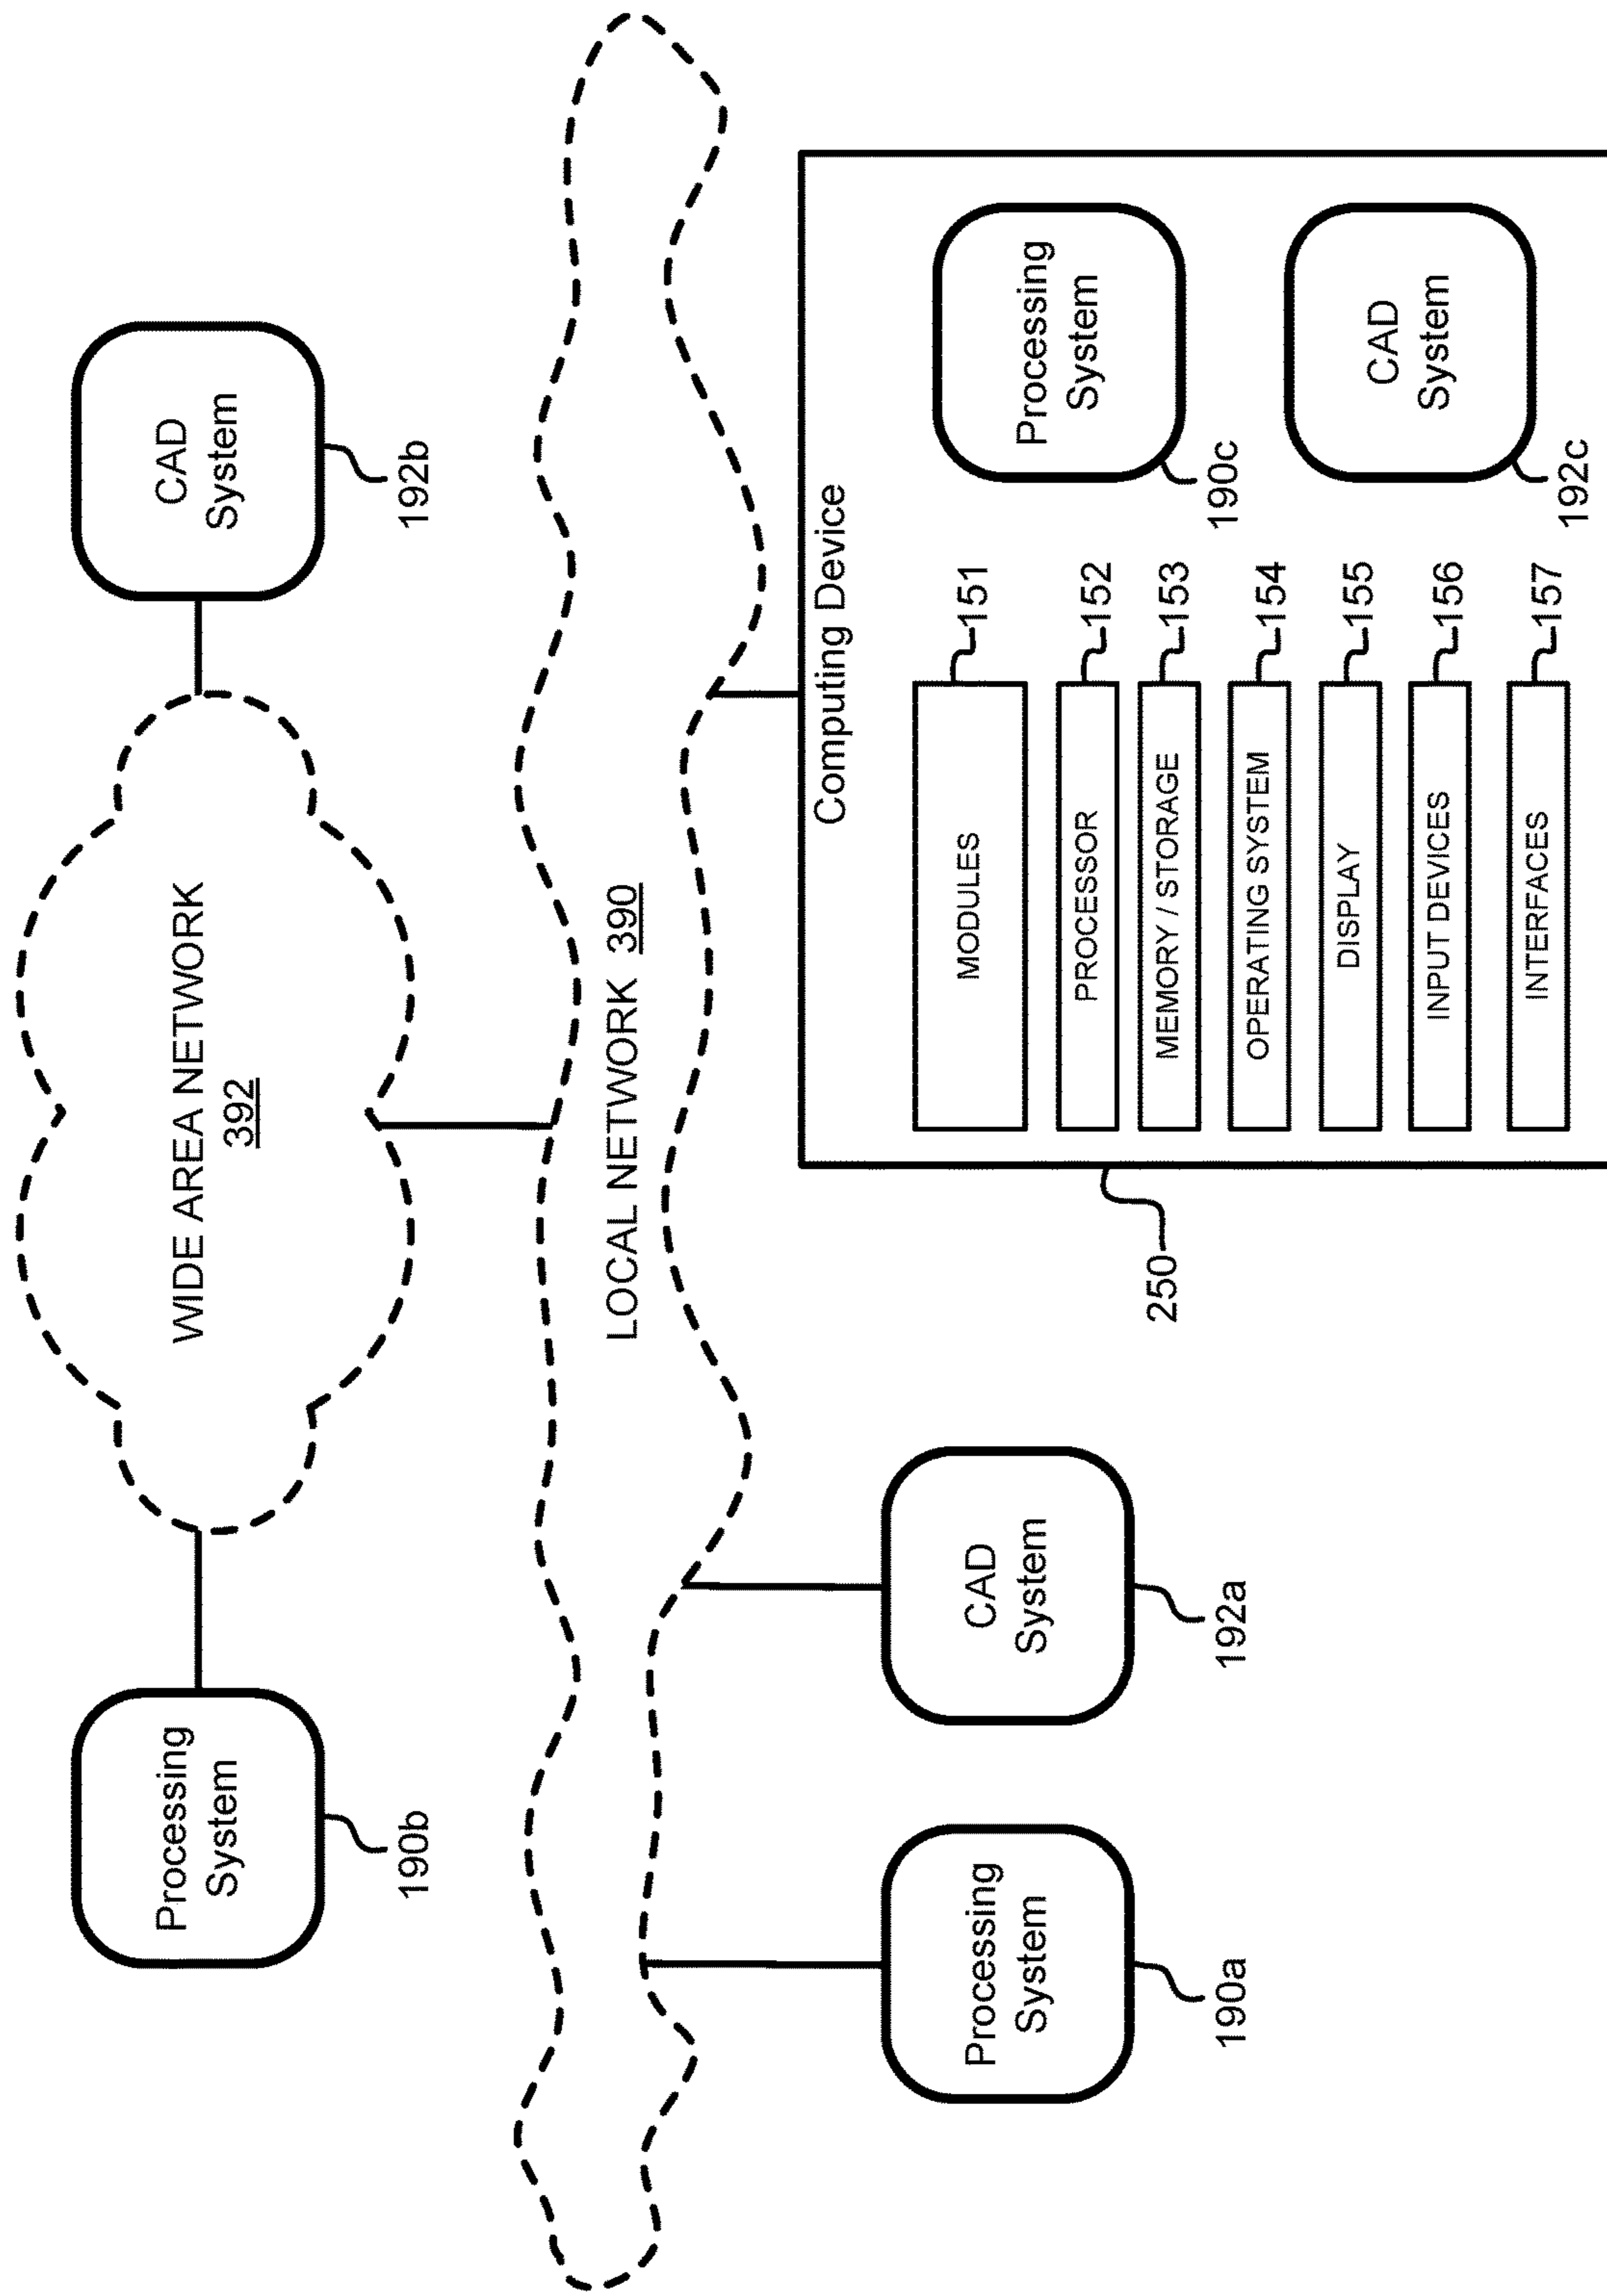 Processing
System
190b
WIDE AREA NETWORK
392
CAD
System
192b
LOCAL NETWORK 390
Processing
System
190a
CAD
System
192a
250
Computing Device
MODULES
151
PROCESSOR
152
MEMORY / STORAGE
153
OPERATING SYSTEM
154
DISPLAY
155
INPUT DEVICES
156
INTERFACES
157
Processing
System
190c
CAD
System
192c